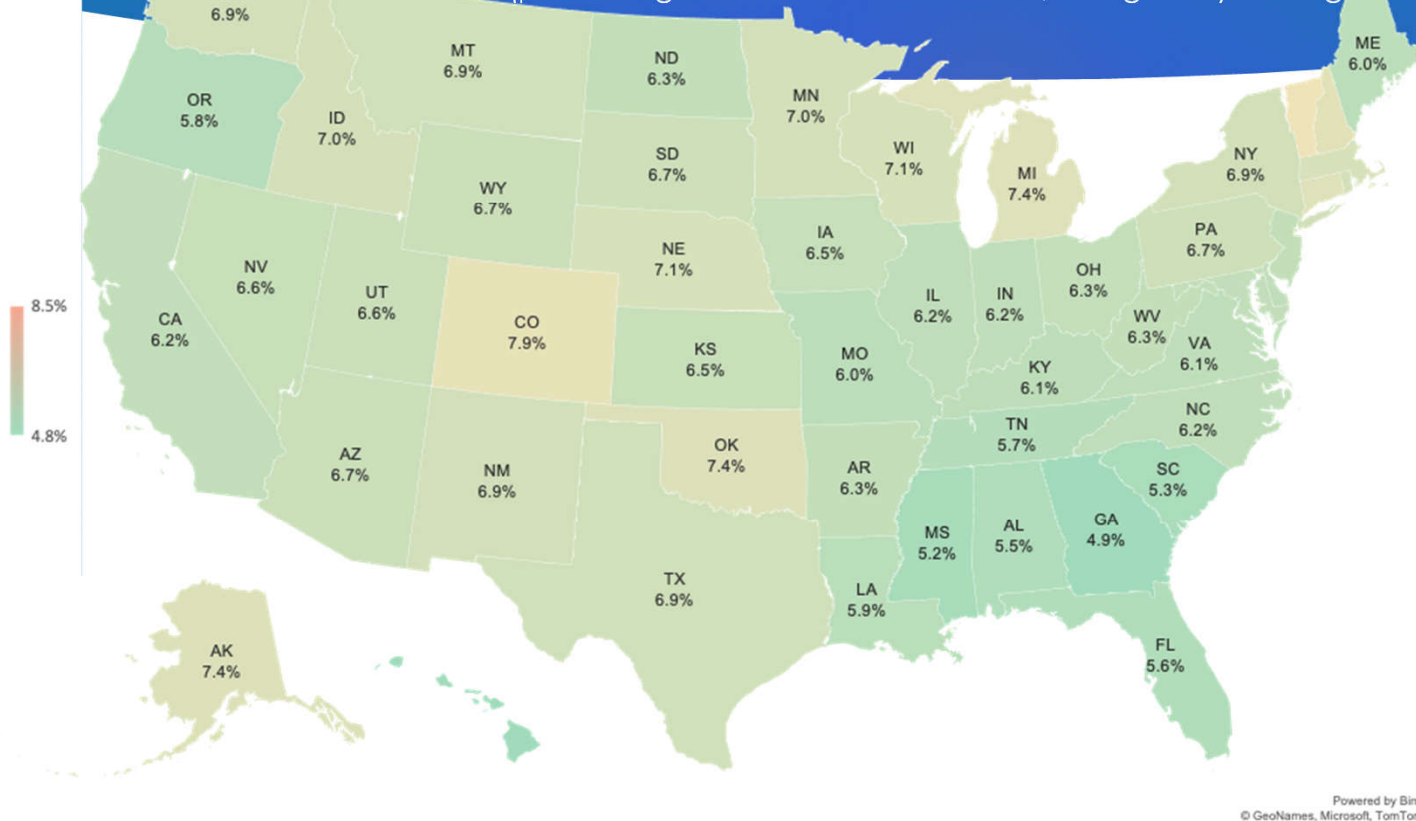 6.9%
MT
6.9%
ND
6.3%
ME
6.0%
OR
5.8%
ID
7.0%
MN
7.0%
WI
7.1%
MI
7.4%
NY
6.9%
SD
6.7%
WY
6.7%
IA
6.5%
PA
6.7%
NE
7.1%
NV
6.6%
UT
6.6%
OH
6.3%
IL
6.2%
IN
6.2%
8.5%
CA
6.2%
CO
7.9%
WV
6.3%
KS
6.5%
MO
6.0%
VA
6.1%
KY
6.1%
4.8%
NC
6.2%
TN
5.7%
AZ
6.7%
NM
6.9%
OK
7.4%
AR
6.3%
SC
5.3%
MS
5.2%
AL
5.5%
GA
4.9%
TX
6.9%
LA
5.9%
AK
7.4%
FL
5.6%
Powered by Bin
© GeoNames, Microsoft, TomTom